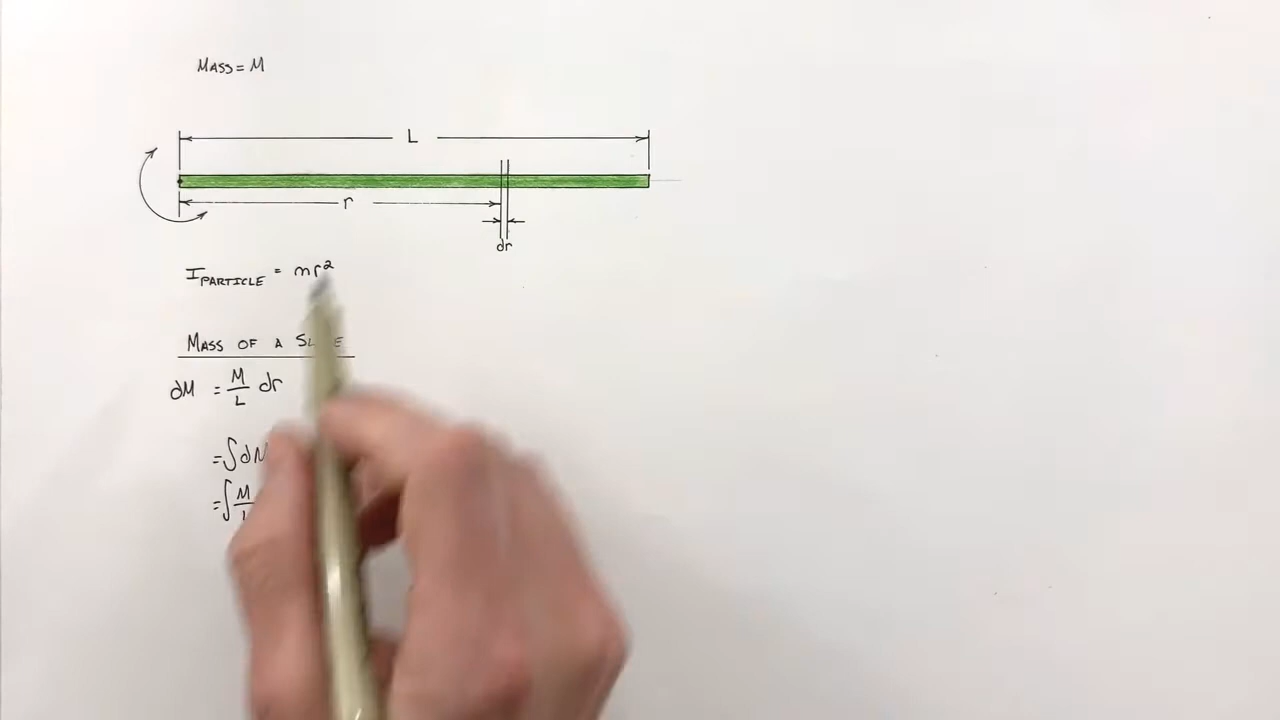 MASS = M
L
r
dr
I PARTICLE = mr²
MASS OF A
dM = M/L dr
= ∫ dM
= ∫ M/